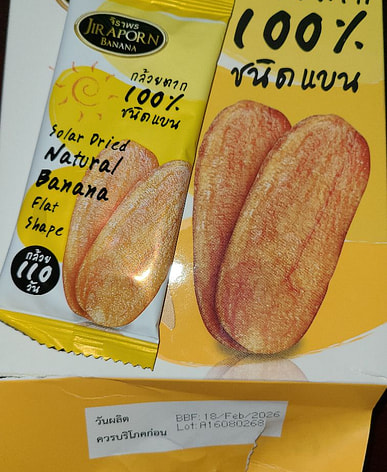 จิราพร
JIRAPORN
BANANA
กล้วยตาก
100%
ชนิดแบน
Solar Dried
Natural
Banana
Flat
Shape
กล้วย
110
วัน
100%
ชนิดแบน
วันผลิต
ควรบริโภคก่อน
BBF: 18/Feb/2026
Lot:A16080268